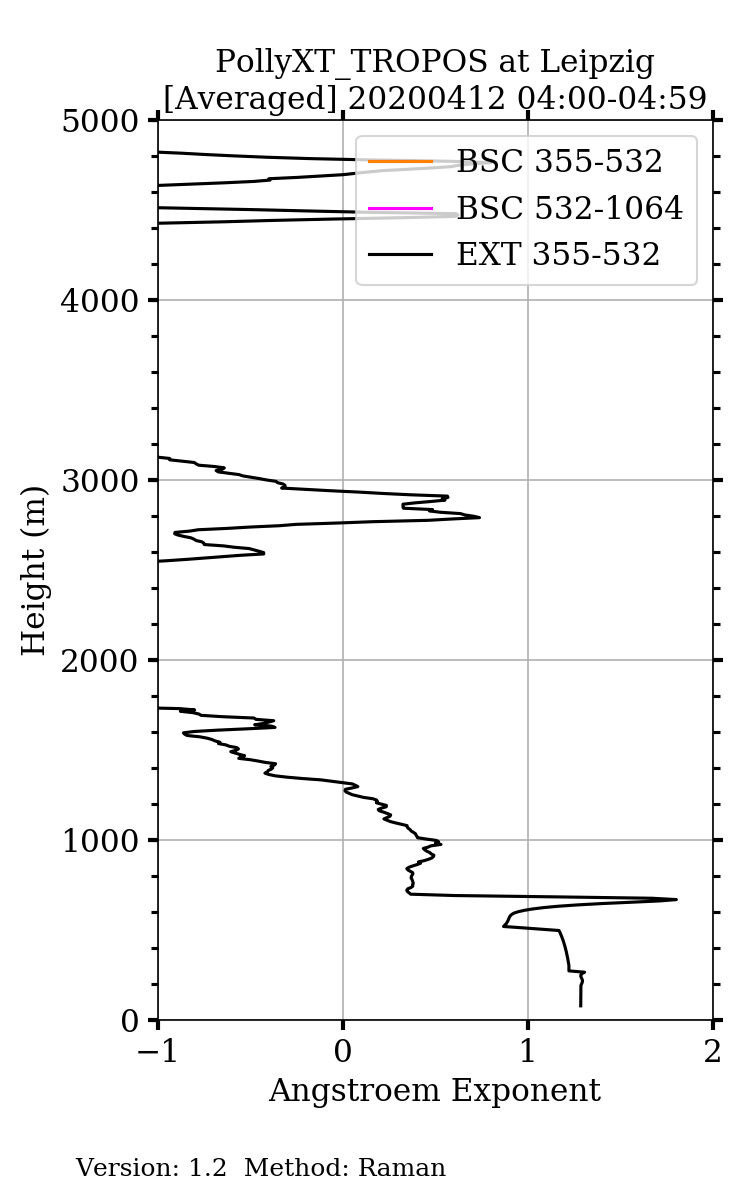 PollyXT_TROPOS at Leipzig
[Averaged] 20200412 04:00-04:59
5000
BSC 355-532
BSC 532-1064
EXT 355-532
4000
3000
Height (m)
2000
1000
0
−1 0 1 2
Angstroem Exponent
Version: 1.2 Method: Raman